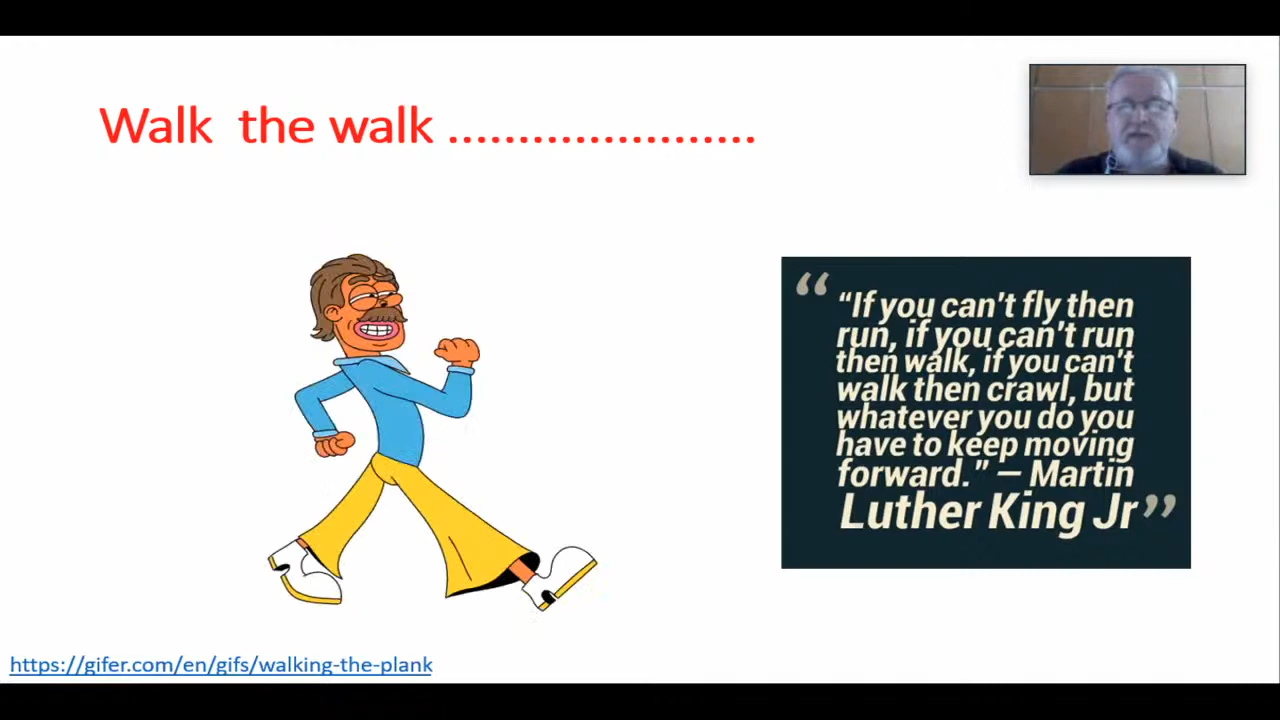 Walk  the walk ......................
“
“If you can't fly then
run, if you can't run
then walk, if you can't
walk then crawl, but
whatever you do you
have to keep moving
forward.” — Martin
Luther King Jr
”
https://gifer.com/en/gifs/walking-the-plank